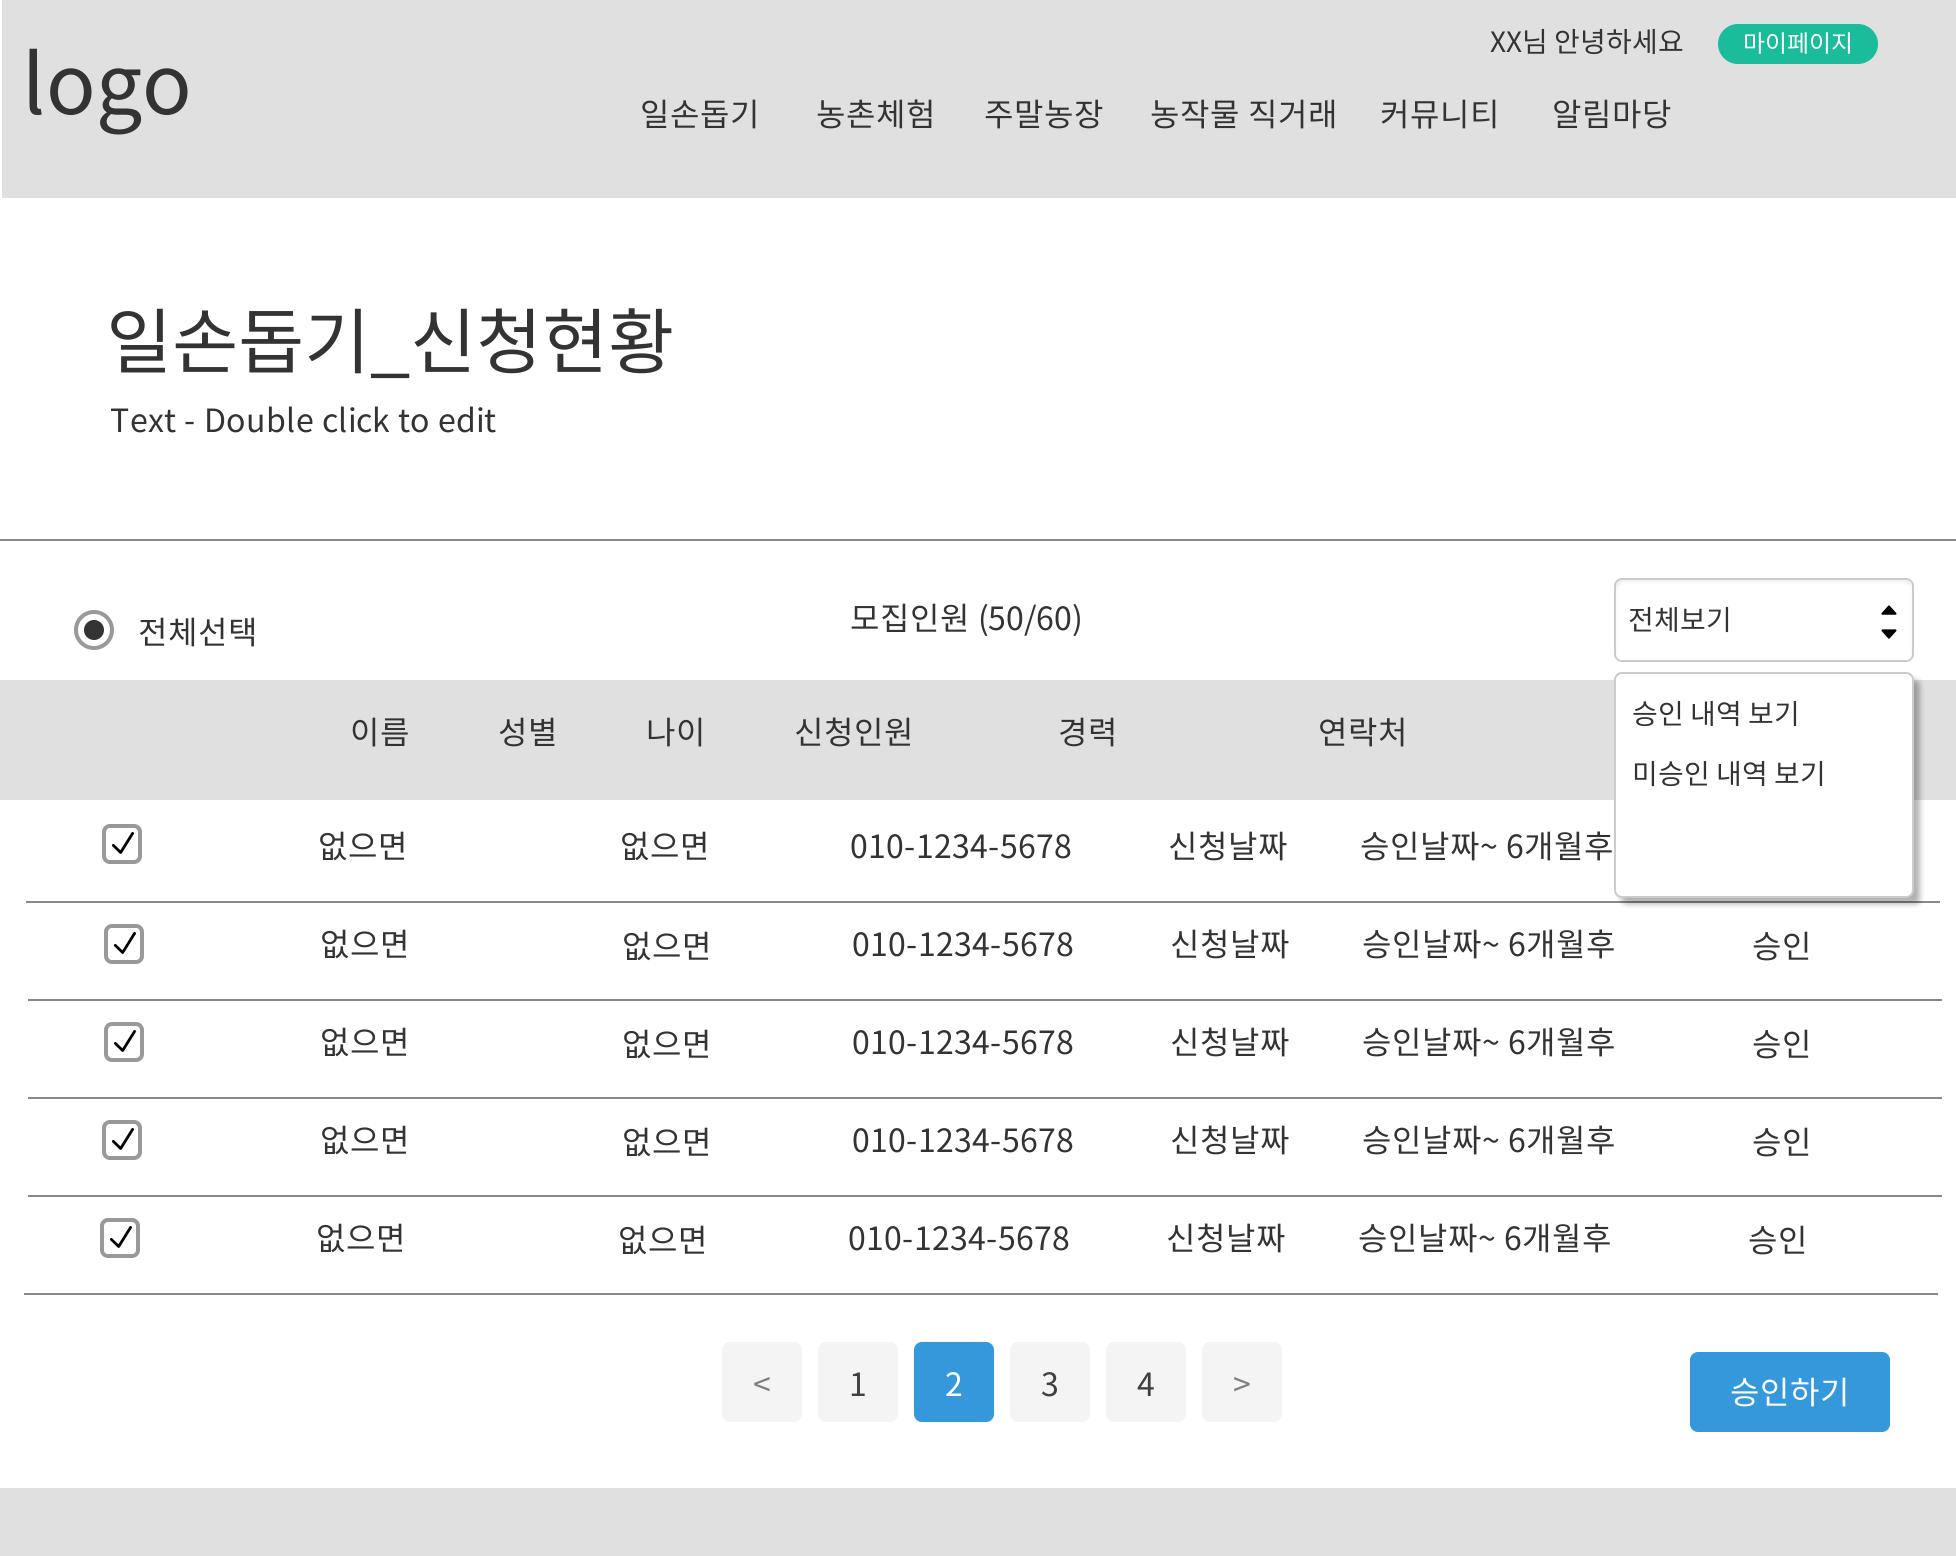 logo
XX님 안녕하세요 마이페이지
일손돕기 농촌체험 주말농장 농작물 직거래 커뮤니티 알림마당
일손돕기_신청현황
Text - Double click to edit
전체선택 모집인원 (50/60) 전체보기
이름 성별 나이 신청인원 경력 연락처
승인 내역 보기
미승인 내역 보기
없으면 없으면 010-1234-5678 신청날짜 승인날짜~ 6개월후
없으면 없으면 010-1234-5678 신청날짜 승인날짜~ 6개월후 승인
없으면 없으면 010-1234-5678 신청날짜 승인날짜~ 6개월후 승인
없으면 없으면 010-1234-5678 신청날짜 승인날짜~ 6개월후 승인
없으면 없으면 010-1234-5678 신청날짜 승인날짜~ 6개월후 승인
< 1 2 3 4 > 승인하기